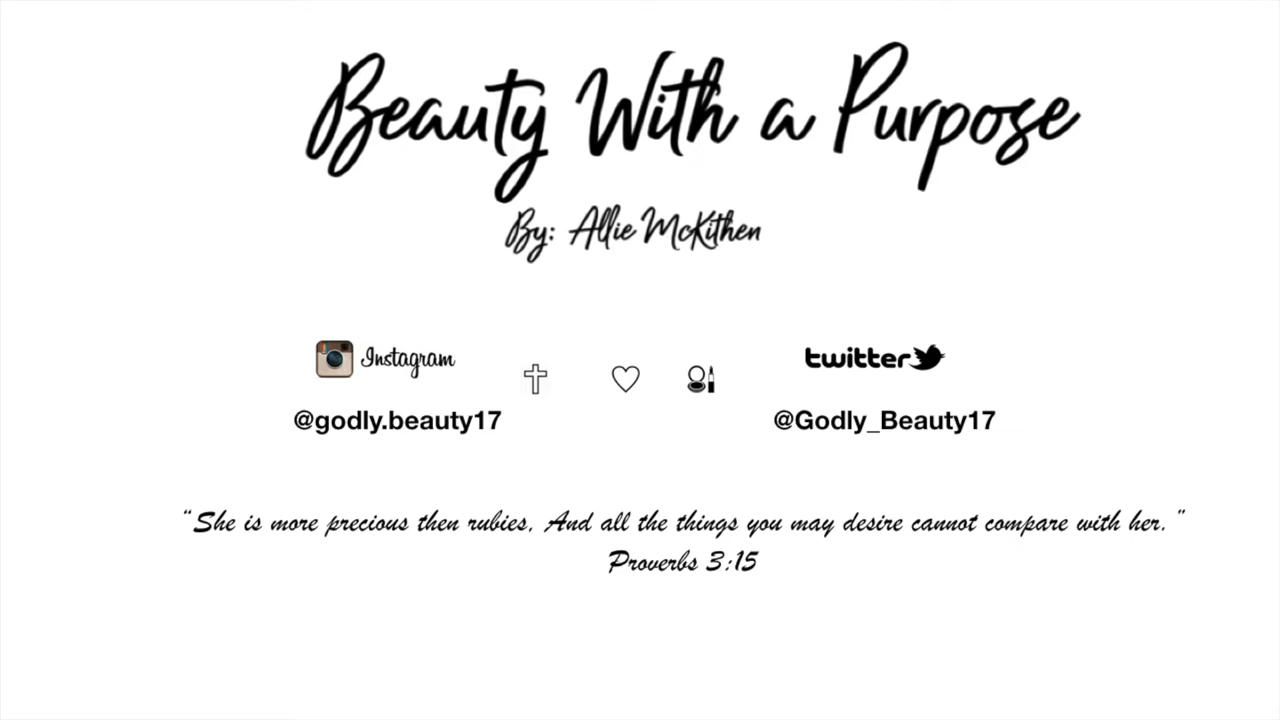 Beauty With a Purpose
By: Allie McKithen
Instagram
twitter
@godly.beauty17
@Godly_Beauty17
"She is more precious then rubies, And all the things you may desire cannot compare with her."
Proverbs 3:15